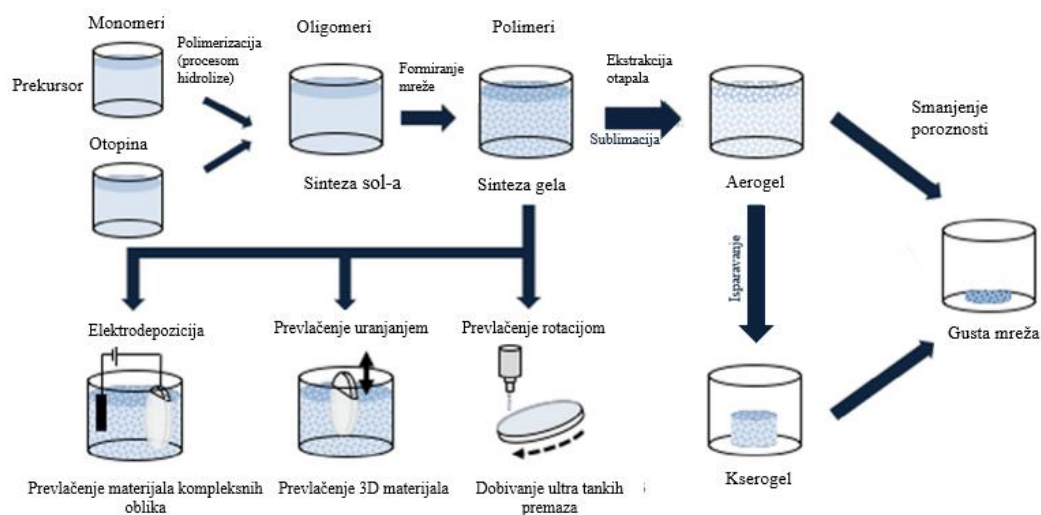 Monomeri
Prekursor
Otopina
Polimerizacija
(procesom
hidrolize)
Oligomeri
Sinteza sol-a
Formiranje
mreže
Polimeri
Sinteza gela
Ekstrakcija
otapala
Sublimacija
Aerogel
Smanjenje
poroznosti
Isparavanje
Gusta mreža
Kserogel
Elektrodepozicija
Prevlačenje uranjanjem
Prevlačenje rotacijom
Prevlačenje materijala kompleksnih
oblika
Prevlačenje 3D materijala
Dobivanje ultra tankih
premaza